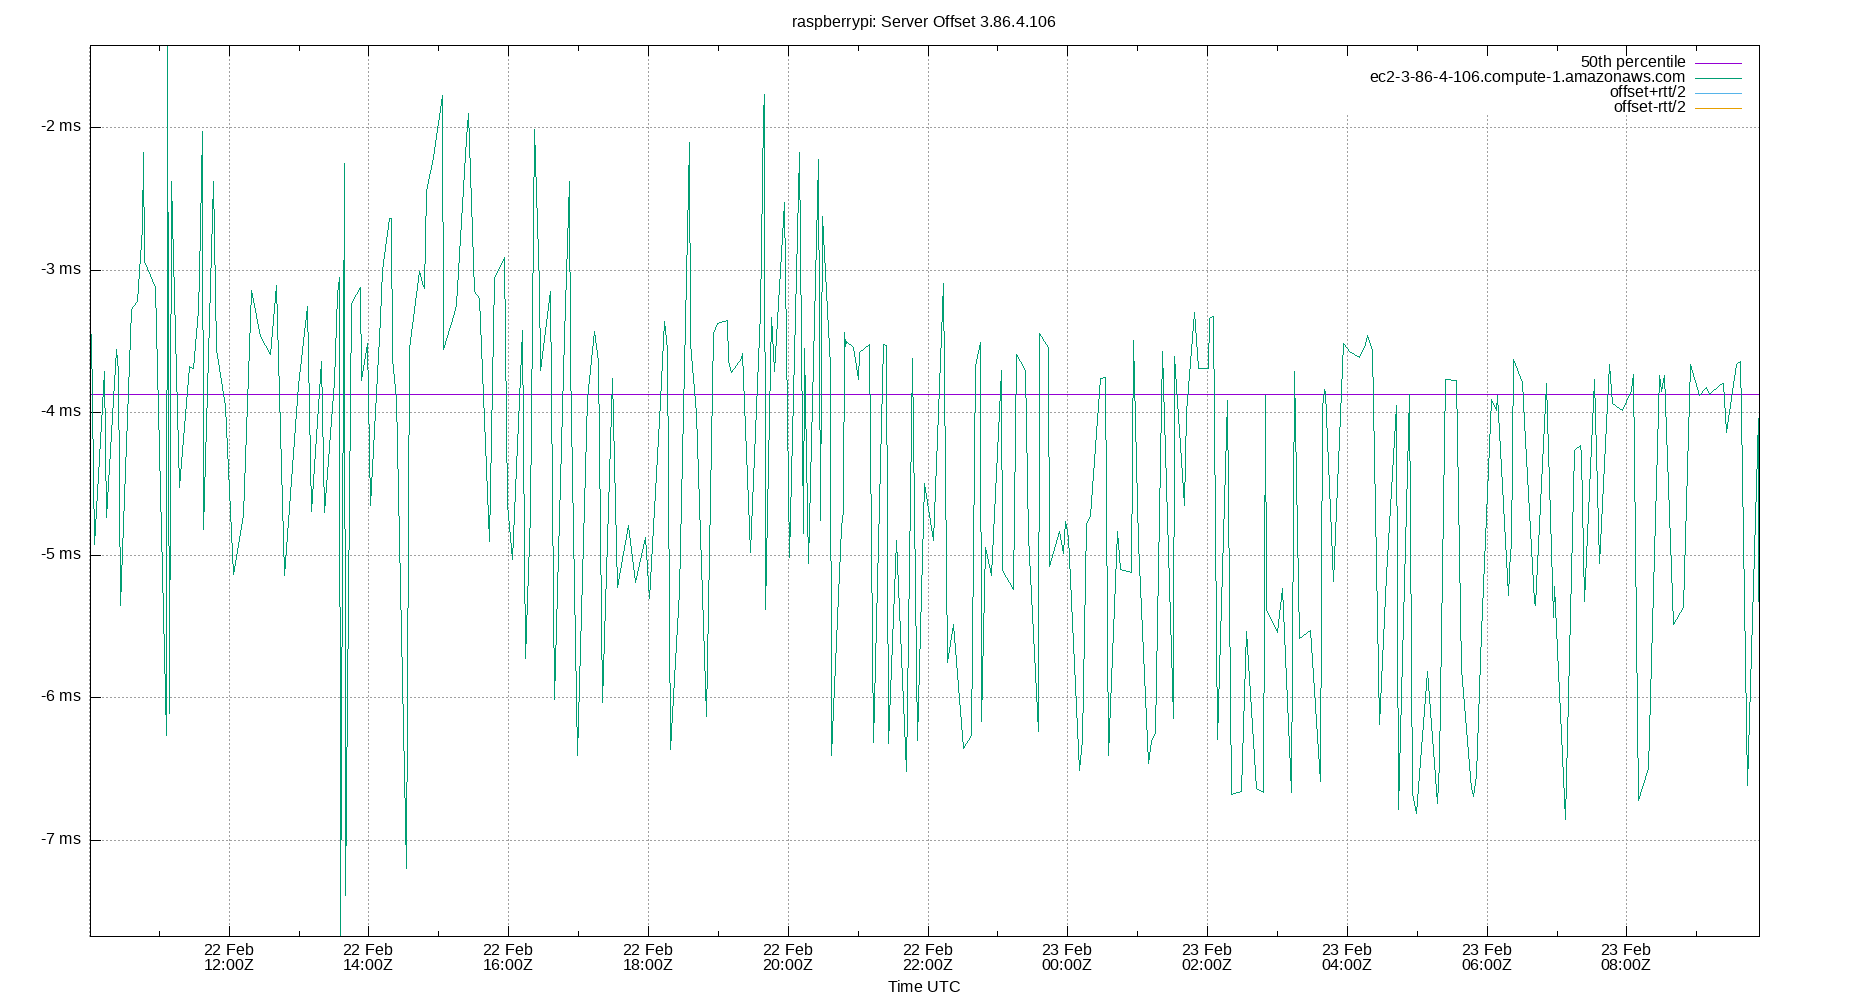 raspberrypi: Server Offset 3.86.4.106
50th percentile
ec2-3-86-4-106.compute-1.amazonaws.com
offset+rtt/2
offset-rtt/2
-2 ms
-3 ms
-4 ms
-5 ms
-6 ms
-7 ms
22 Feb
12:00Z
22 Feb
14:00Z
22 Feb
16:00Z
22 Feb
18:00Z
22 Feb
20:00Z
22 Feb
22:00Z
23 Feb
00:00Z
23 Feb
02:00Z
23 Feb
04:00Z
23 Feb
06:00Z
23 Feb
08:00Z
Time UTC